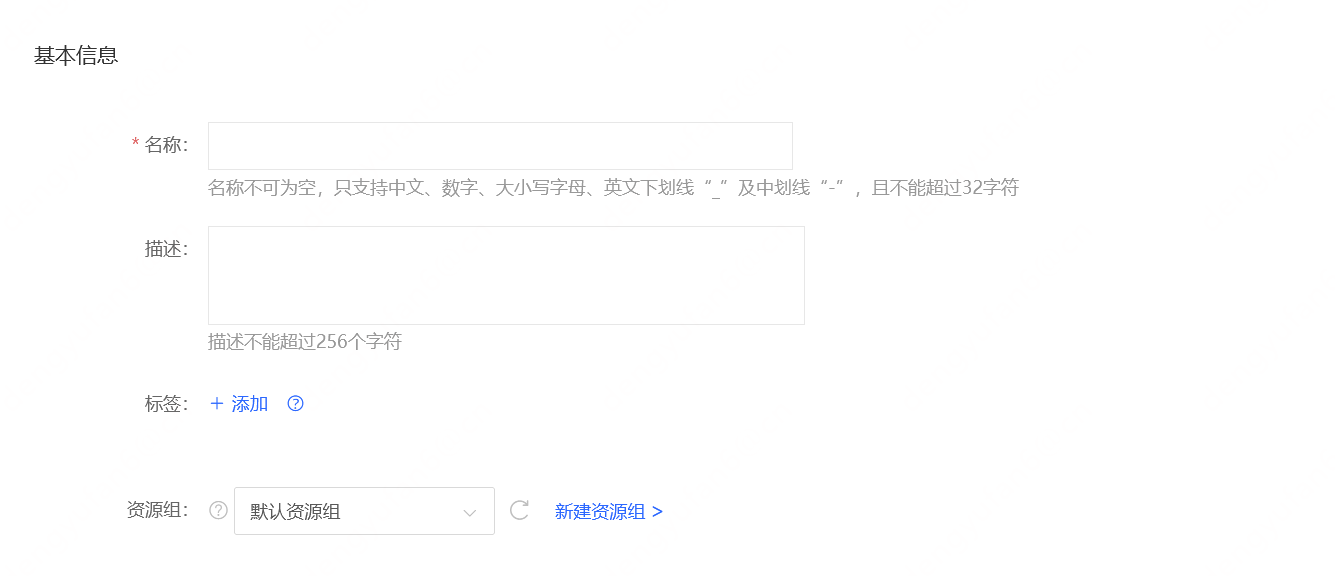 基本信息
* 名称：
名称不可为空，只支持中文、数字、大小写字母、英文下划线“_”及中划线“-”，且不能超过32字符
描述：
描述不能超过256个字符
标签： + 添加 ?
资源组： ? 默认资源组 新建资源组 >